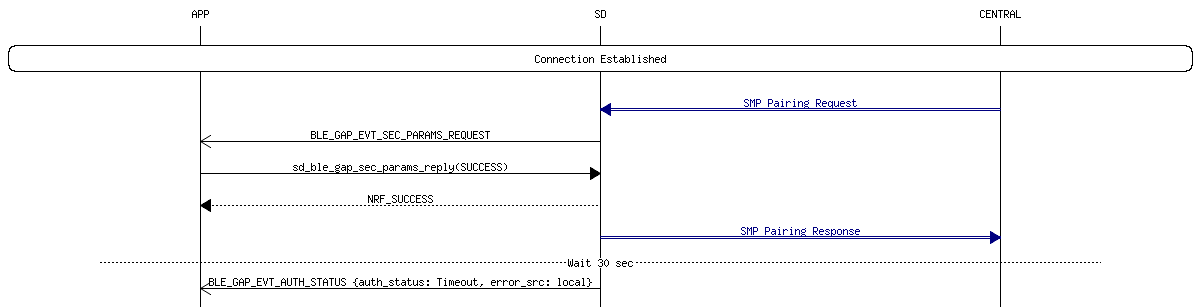 APP SD CENTRAL
Connection Established
SMP Pairing Request
BLE_GAP_EVT_SEC_PARAMS_REQUEST
sd_ble_gap_sec_params_reply(SUCCESS)
NRF_SUCCESS
SMP Pairing Response
Wait 30 sec
BLE_GAP_EVT_AUTH_STATUS {auth_status: Timeout, error_src: local}